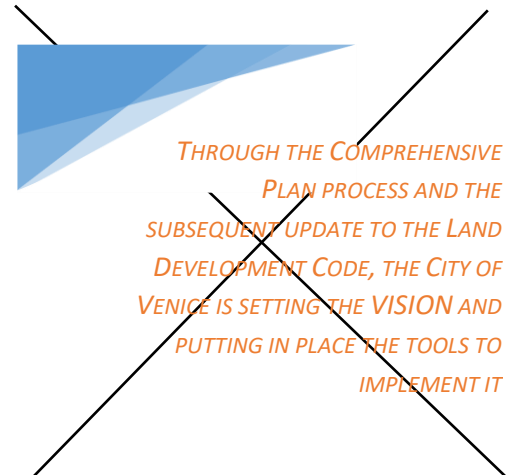 THROUGH THE COMPREHENSIVE
PLAN PROCESS AND THE
SUBSEQUENT UPDATE TO THE LAND
DEVELOPMENT CODE, THE CITY OF
VENICE IS SETTING THE VISION AND
PUTTING IN PLACE THE TOOLS TO
IMPLEMENT IT